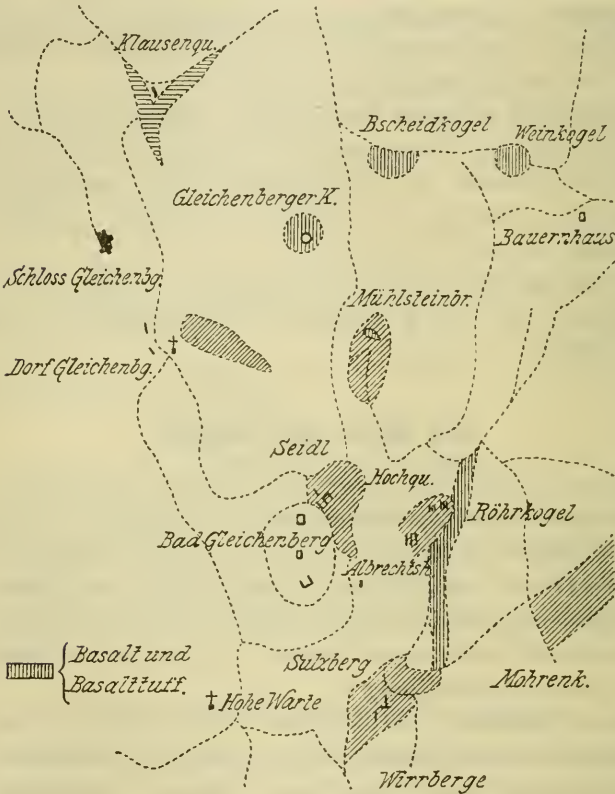 Klausenqu.
Bscheidkogel
Weinkogel
Gleichenberger K.
Bauernhaus
Schloss Gleichenbg.
Mühlsteinbr.
Dorf Gleichenbg.
Seidl
Hochqu.
Röhrkogel
Bad Gleichenberg
Albrechtsh.
Basalt und
Basalttuff.
Sulzberg
Mohrenk.
Hohe Warte
Wirrberge